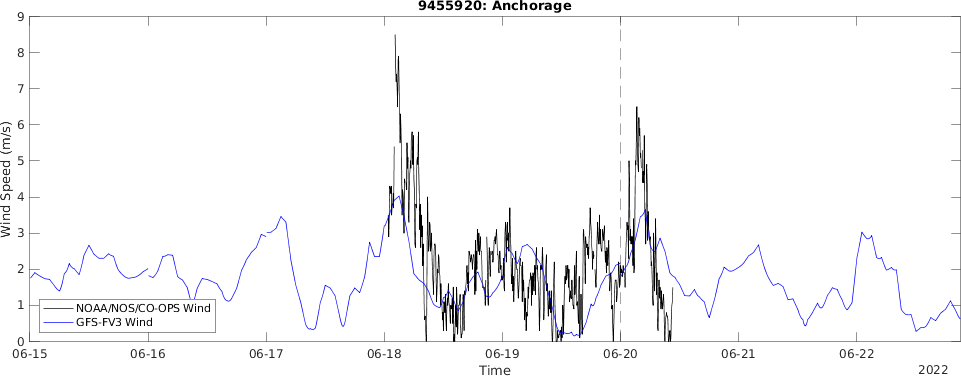 9455920: Anchorage
9
8
7
6
5
4
3
2
1
0
Wind Speed (m/s)
NOAA/NOS/CO-OPS Wind
GFS-FV3 Wind
06-15 06-16 06-17 06-18 06-19 06-20 06-21 06-22
Time
2022